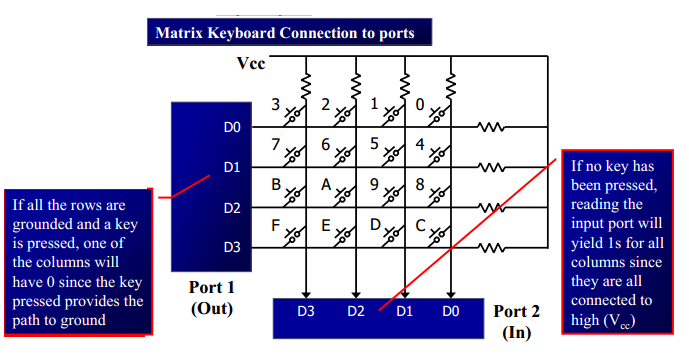 Matrix Keyboard Connection to ports
Vcc
3 2 1 0
D0
7 6 5 4
D1
B A 9 8
D2
F E D C
D3
If all the rows are
grounded and a key
is pressed, one of
the columns will
have 0 since the key
pressed provides the
path to ground
If no key has
been pressed,
reading the
input port will
yield 1s for all
columns since
they are all
connected to
high (Vcc)
Port 1
(Out)
D3 D2 D1 D0
Port 2
(In)